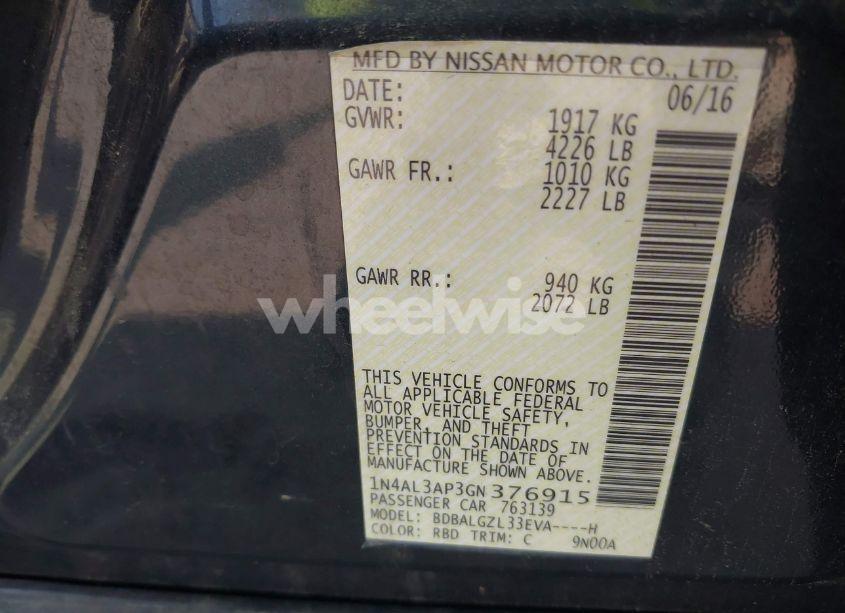 MFD BY NISSAN MOTOR CO., LTD.
DATE: 06/16
GVWR: 1917 KG
4226 LB
GAWR FR.: 1010 KG
2227 LB
GAWR RR.: 940 KG
2072 LB
wheelwise
THIS VEHICLE CONFORMS TO
ALL APPLICABLE FEDERAL
MOTOR VEHICLE SAFETY,
BUMPER, AND THEFT
PREVENTION STANDARDS IN
EFFECT ON THE DATE OF
MANUFACTURE SHOWN ABOVE.
1N4AL3AP3GN376915
PASSENGER CAR 763139
MODEL: BDBALGZL33EVA----H
COLOR: RBD TRIM: C 9N00A